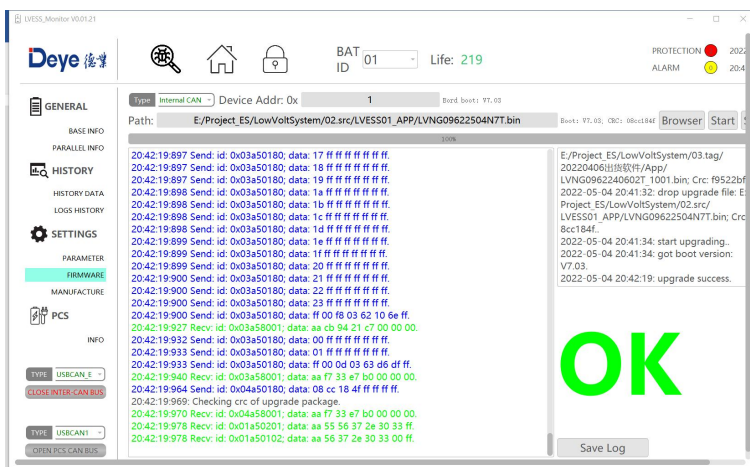 LVESS_Monitor V0.01.21
Deye 德業
BAT ID 01
Life: 219
PROTECTION 2022
ALARM 0 20:4
GENERAL
BASE INFO
PARALLEL INFO
HISTORY
HISTORY DATA
LOGS HISTORY
SETTINGS
PARAMETER
FIRMWARE
MANUFACTURE
PCS
INFO
TYPE USBCAN_E
CLOSE INTER-CAN BUS
TYPE USBCAN1
OPEN PCS CAN BUS
Type Internal CAN Device Addr: 0x 1 Bord boot: V7.03
Path: E:/Project_ES/LowVoltSystem/02.src/LVESS01_APP/LVNG09622504N7T.bin Boot: V7.03, CRC: 08cc184f Browser Start S
100%
20:42:19:897 Send: id: 0x03a50180; data: 17 ff ff ff ff ff ff ff.
20:42:19:897 Send: id: 0x03a50180; data: 18 ff ff ff ff ff ff ff.
20:42:19:897 Send: id: 0x03a50180; data: 19 ff ff ff ff ff ff ff.
20:42:19:898 Send: id: 0x03a50180; data: 1a ff ff ff ff ff ff ff.
20:42:19:898 Send: id: 0x03a50180; data: 1b ff ff ff ff ff ff ff.
20:42:19:898 Send: id: 0x03a50180; data: 1c ff ff ff ff ff ff ff.
20:42:19:898 Send: id: 0x03a50180; data: 1d ff ff ff ff ff ff ff.
20:42:19:899 Send: id: 0x03a50180; data: 1e ff ff ff ff ff ff ff.
20:42:19:899 Send: id: 0x03a50180; data: 1f ff ff ff ff ff ff ff.
20:42:19:899 Send: id: 0x03a50180; data: 20 ff ff ff ff ff ff ff.
20:42:19:899 Send: id: 0x03a50180; data: 21 ff ff ff ff ff ff ff.
20:42:19:900 Send: id: 0x03a50180; data: 22 ff ff ff ff ff ff ff.
20:42:19:900 Send: id: 0x03a50180; data: 23 ff ff ff ff ff ff ff.
20:42:19:900 Send: id: 0x03a50180; data: ff 00 f8 03 62 10 6e ff.
20:42:19:927 Recv: id: 0x03a58001; data: aa cb 94 21 c7 00 00 00.
20:42:19:932 Send: id: 0x03a50180; data: 00 ff ff ff ff ff ff ff.
20:42:19:933 Send: id: 0x03a50180; data: 01 ff ff ff ff ff ff ff.
20:42:19:933 Send: id: 0x03a50180; data: ff 00 0d 03 63 d6 df ff.
20:42:19:940 Recv: id: 0x03a58001; data: aa f7 33 e7 b0 00 00 00.
20:42:19:964 Send: id: 0x04a50180; data: 08 cc 18 4f ff ff ff ff.
20:42:19:969: Checking crc of upgrade package.
20:42:19:970 Recv: id: 0x04a58001; data: aa f7 33 e7 b0 00 00 00.
20:42:19:978 Recv: id: 0x01a50201; data: aa 55 56 37 2e 30 33 ff.
20:42:19:978 Recv: id: 0x01a50102; data: aa 56 37 2e 30 33 00 ff.
E:/Project_ES/LowVoltSystem/03.tag/
20220406出货软件/App/
LVNG0962240602T_1001.bin; Crc: f9522bf
2022-05-04 20:41:32: drop upgrade file: E:
Project_ES/LowVoltSystem/02.src/
LVESS01_APP/LVNG09622504N7T.bin; Crc
8cc184f..
2022-05-04 20:41:34: start upgrading..
2022-05-04 20:41:34: got boot version:
V7.03.
2022-05-04 20:42:19: upgrade success.
OK
Save Log